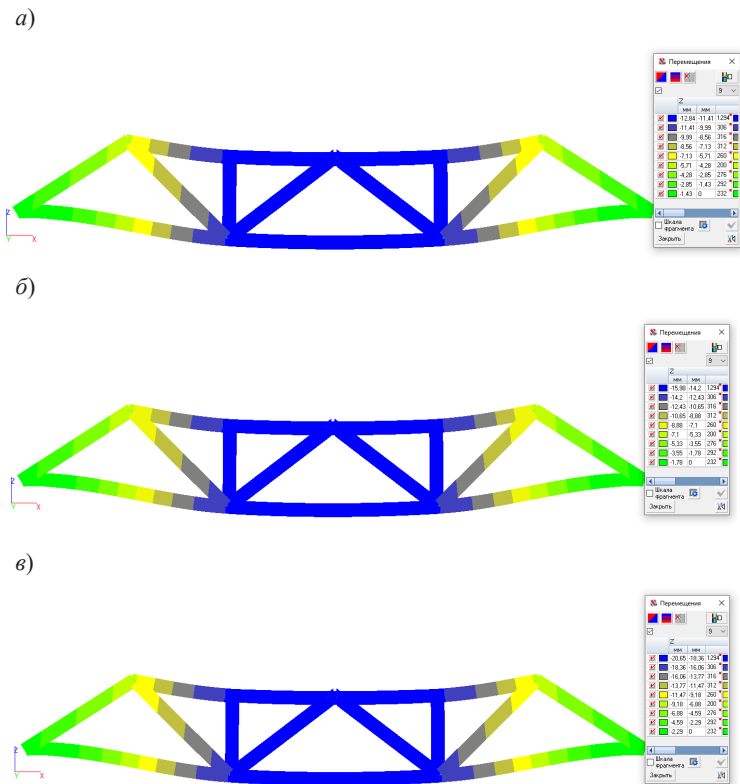 а)
Перемещения
9
Z
мм мм
-12,84 -11,41 1294
-11,41 -9,99 306
-9,99 -8,56 316
-8,56 -7,13 312
-7,13 -5,71 260
-5,71 -4,28 200
-4,28 -2,85 276
-2,85 -1,43 292
-1,43 0 232
Шкала
фрагмента
Закрыть
Z
Y X
б)
Перемещения
9
Z
мм мм
-15,98 -14,2 1294
-14,2 -12,43 306
-12,43 -10,65 316
-10,65 -8,88 312
-8,88 -7,1 260
-7,1 -5,33 200
-5,33 -3,55 276
-3,55 -1,78 292
-1,78 0 232
Шкала
фрагмента
Закрыть
Z
Y X
в)
Перемещения
9
Z
мм мм
-20,65 -18,36 1294
-18,36 -16,06 306
-16,06 -13,77 316
-13,77 -11,47 312
-11,47 -9,18 260
-9,18 -6,88 200
-6,88 -4,59 276
-4,59 -2,29 292
-2,29 0 232
Шкала
фрагмента
Закрыть
Z
Y X